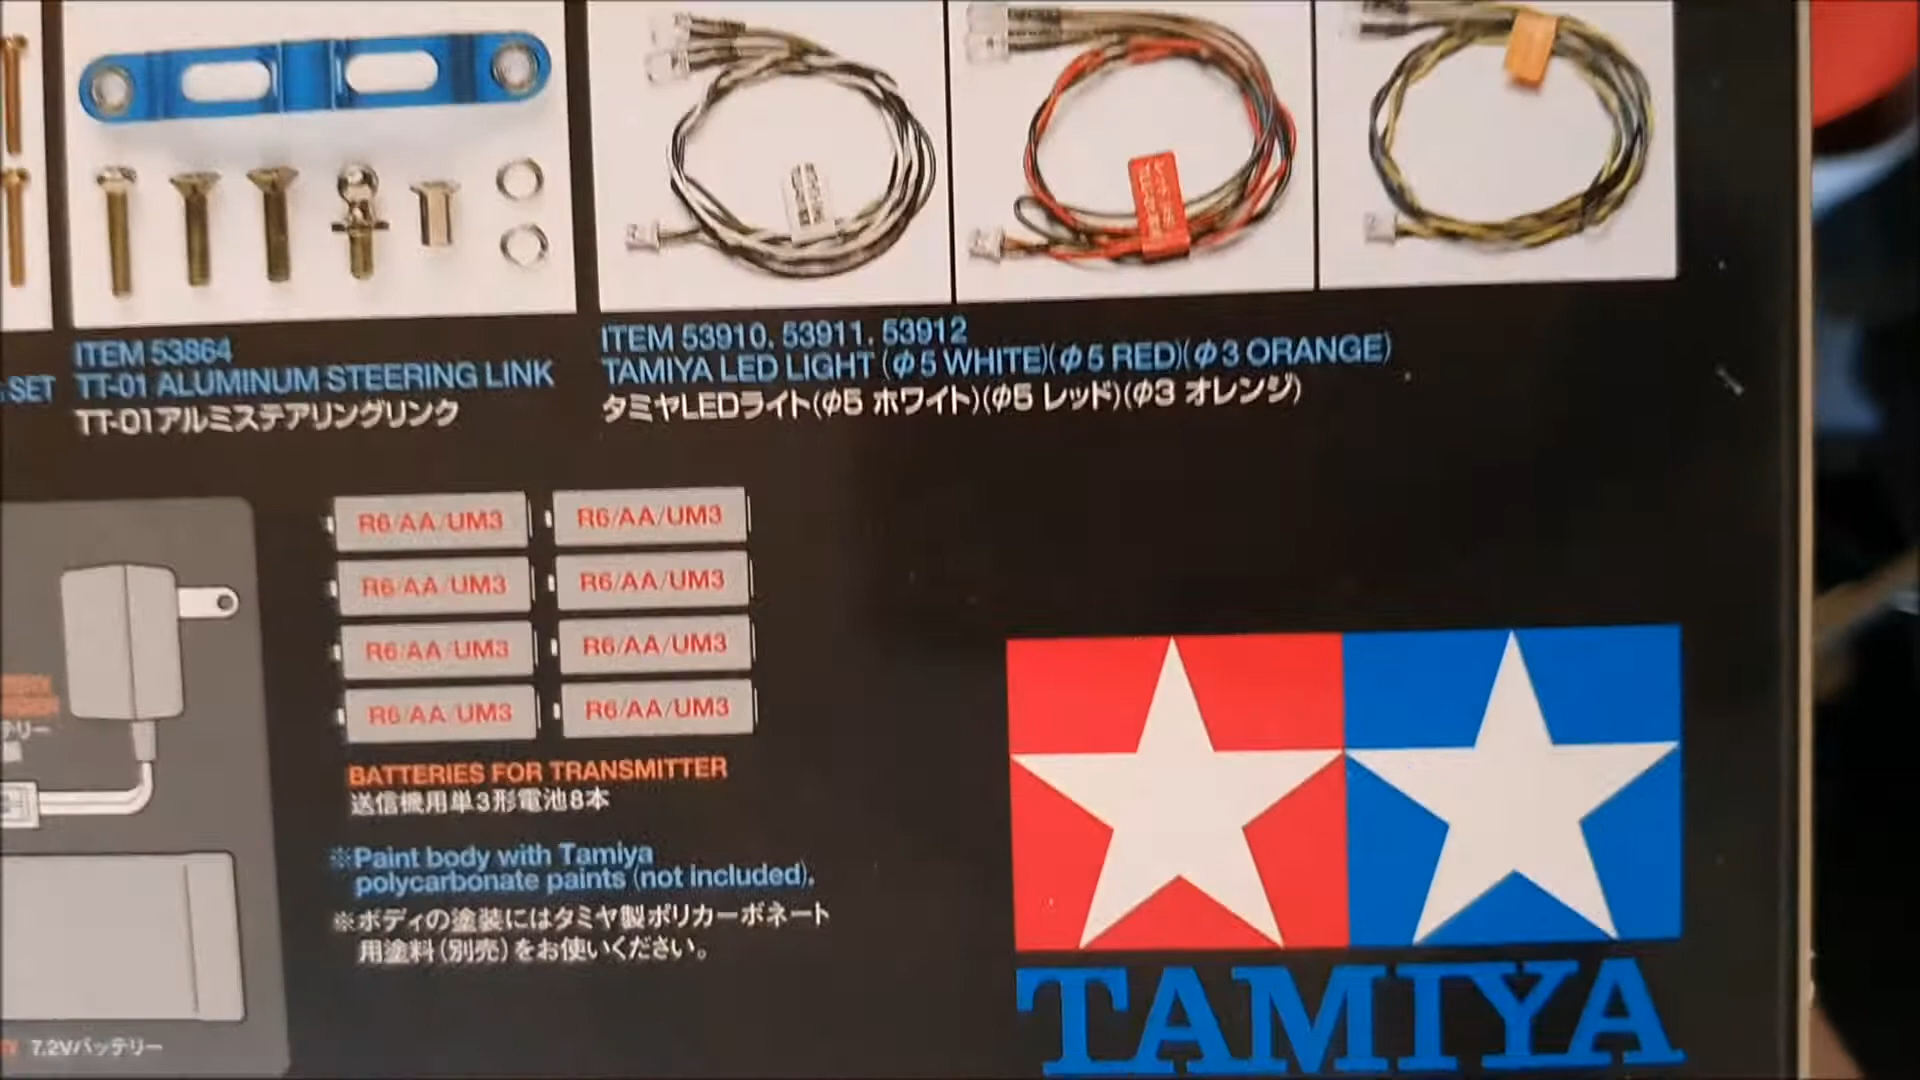 SET
ITEM 53864
TT-01 ALUMINUM STEERING LINK
TT-01アルミステアリングリンク
ITEM 53910, 53911, 53912
TAMIYA LED LIGHT (φ5 WHITE)(φ5 RED)(φ3 ORANGE)
タミヤLEDライト(φ5 ホワイト)(φ5 レッド)(φ3 オレンジ)
R6/AA/UM3 R6/AA/UM3
R6/AA/UM3 R6/AA/UM3
R6/AA/UM3 R6/AA/UM3
R6/AA/UM3 R6/AA/UM3
BATTERIES FOR TRANSMITTER
送信機用単3形電池8本
※Paint body with Tamiya
polycarbonate paints (not included).
※ボディの塗装にはタミヤ製ポリカーボネート
用塗料(別売)をお使いください。
テリー
7.2Vバッテリー
TAMIYA